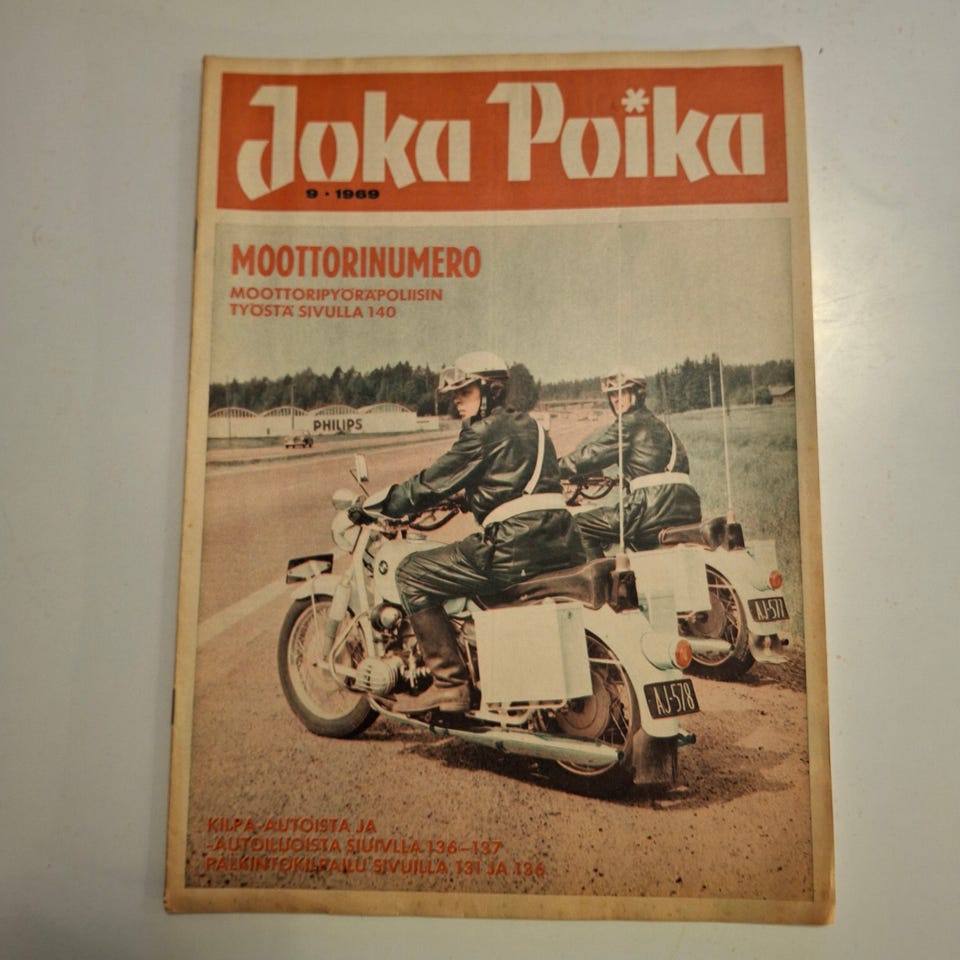 Joka Poika
9 • 1969
MOOTTORINUMERO
MOOTTORIPYÖRÄPOLIISIN
TYÖSTÄ SIVULLA 140
PHILIPS
AJ-577
AJ-578
KILPA-AUTOISTA JA
-AUTOILIJOISTA SIUIVLLA 136–137
PALKINTOKILPAILU SIVUILLA 131 JA 136